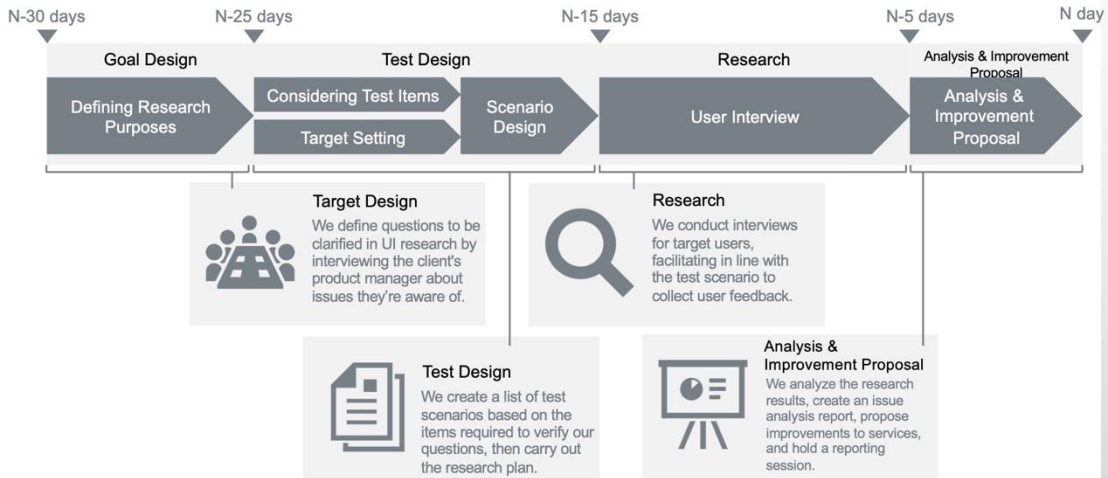 N-30 days
N-25 days
N-15 days
N-5 days
N day
Goal Design
Test Design
Research
Analysis & Improvement
Proposal
Defining Research
Purposes
Considering Test Items
Target Setting
Scenario
Design
User Interview
Analysis &
Improvement
Proposal
Target Design
We define questions to be
clarified in UI research by
interviewing the client's
product manager about
issues they're aware of.
Research
We conduct interviews
for target users,
facilitating in line with
the test scenario to
collect user feedback.
Test Design
We create a list of test
scenarios based on the
items required to verify our
questions, then carry out
the research plan.
Analysis &
Improvement Proposal
We analyze the research
results, create an issue
analysis report, propose
improvements to services,
and hold a reporting
session.